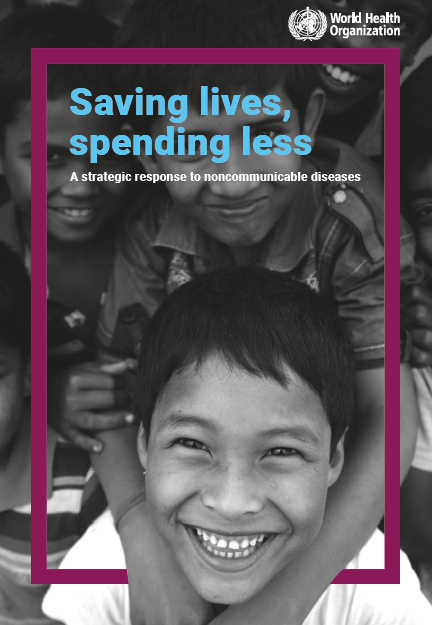 World Health
Organization
Saving lives,
spending less
A strategic response to noncommunicable diseases